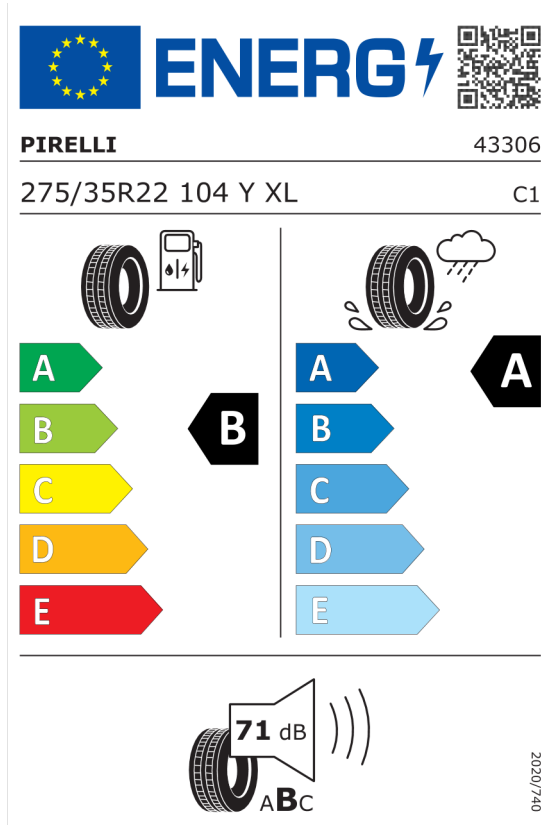 ENERG
PIRELLI 43306
275/35R22 104 Y XL C1
A A A
B B B
C C
D D
E E
71 dB
ABC
2020/740